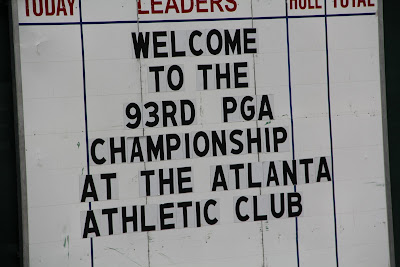 TODAY LEADERS HOLE TOTAL
WELCOME
TO THE
93RD PGA
CHAMPIONSHIP
AT THE ATLANTA
ATHLETIC CLUB